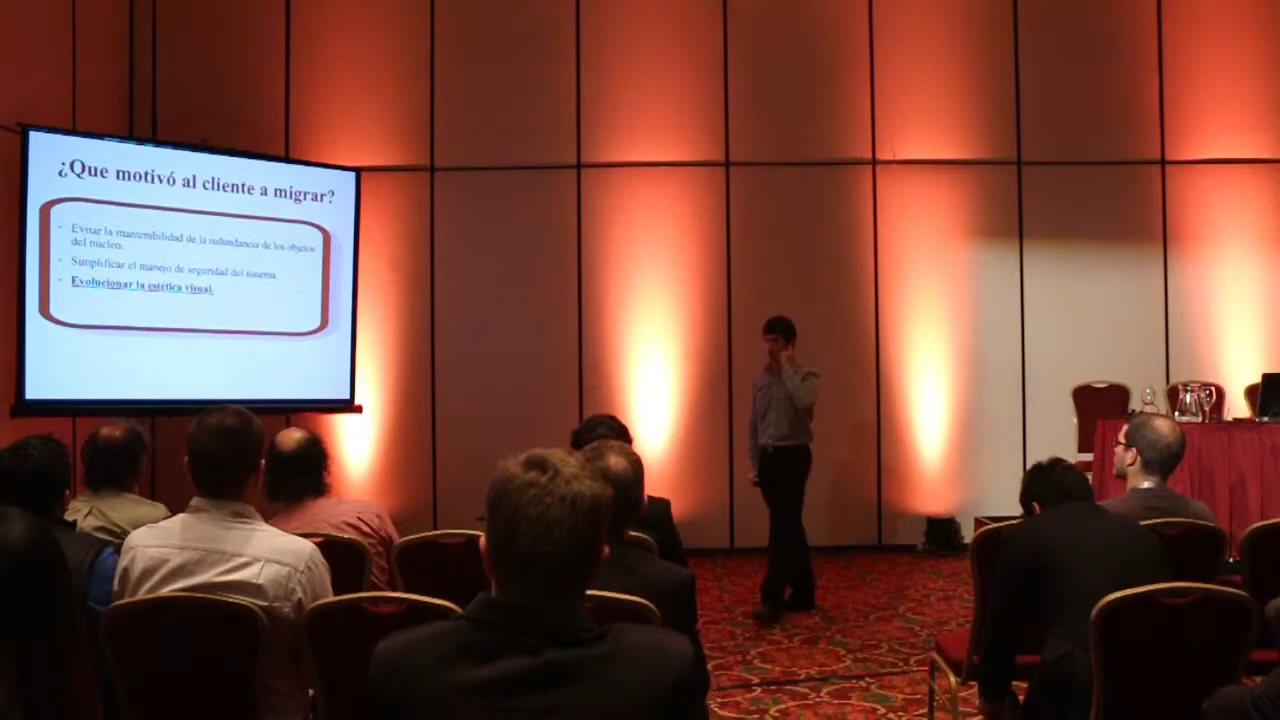 ¿Que motivó al cliente a migrar?
- Evitar la mantenibilidad de la redundancia de los objetos
del núcleo.
- Simplificar el manejo de seguridad del sistema.
- Evolucionar la estética visual.